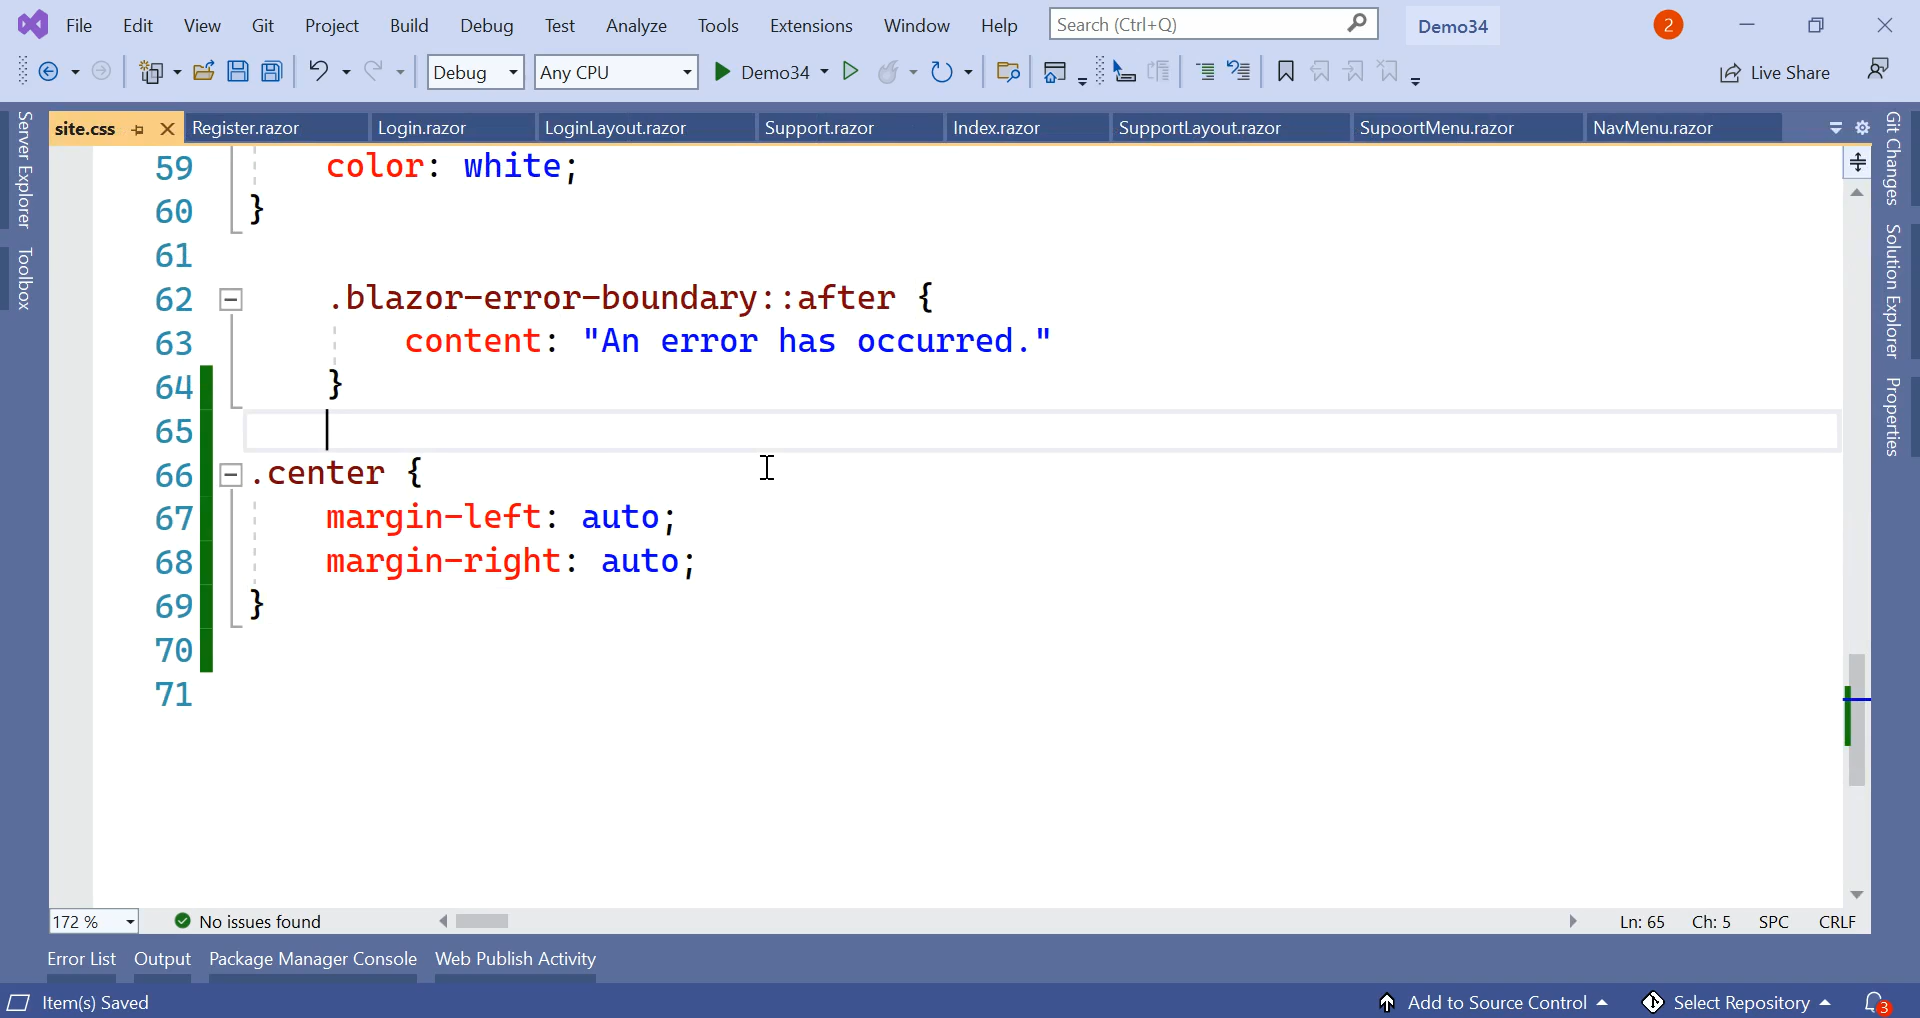 File Edit View Git Project Build Debug Test Analyze Tools Extensions Window Help Search (Ctrl+Q) Demo34 2
Debug Any CPU Demo34 Live Share
site.css Register.razor Login.razor LoginLayout.razor Support.razor Index.razor SupportLayout.razor SupoortMenu.razor NavMenu.razor
Server Explorer
Toolbox
Git Changes
Solution Explorer
Properties
59 color: white;
60 }
61
62 .blazor-error-boundary::after {
63 content: "An error has occurred."
64 }
65
66 .center {
67 margin-left: auto;
68 margin-right: auto;
69 }
70
71
172 % No issues found Ln: 65 Ch: 5 SPC CRLF
Error List Output Package Manager Console Web Publish Activity
Item(s) Saved Add to Source Control Select Repository 3